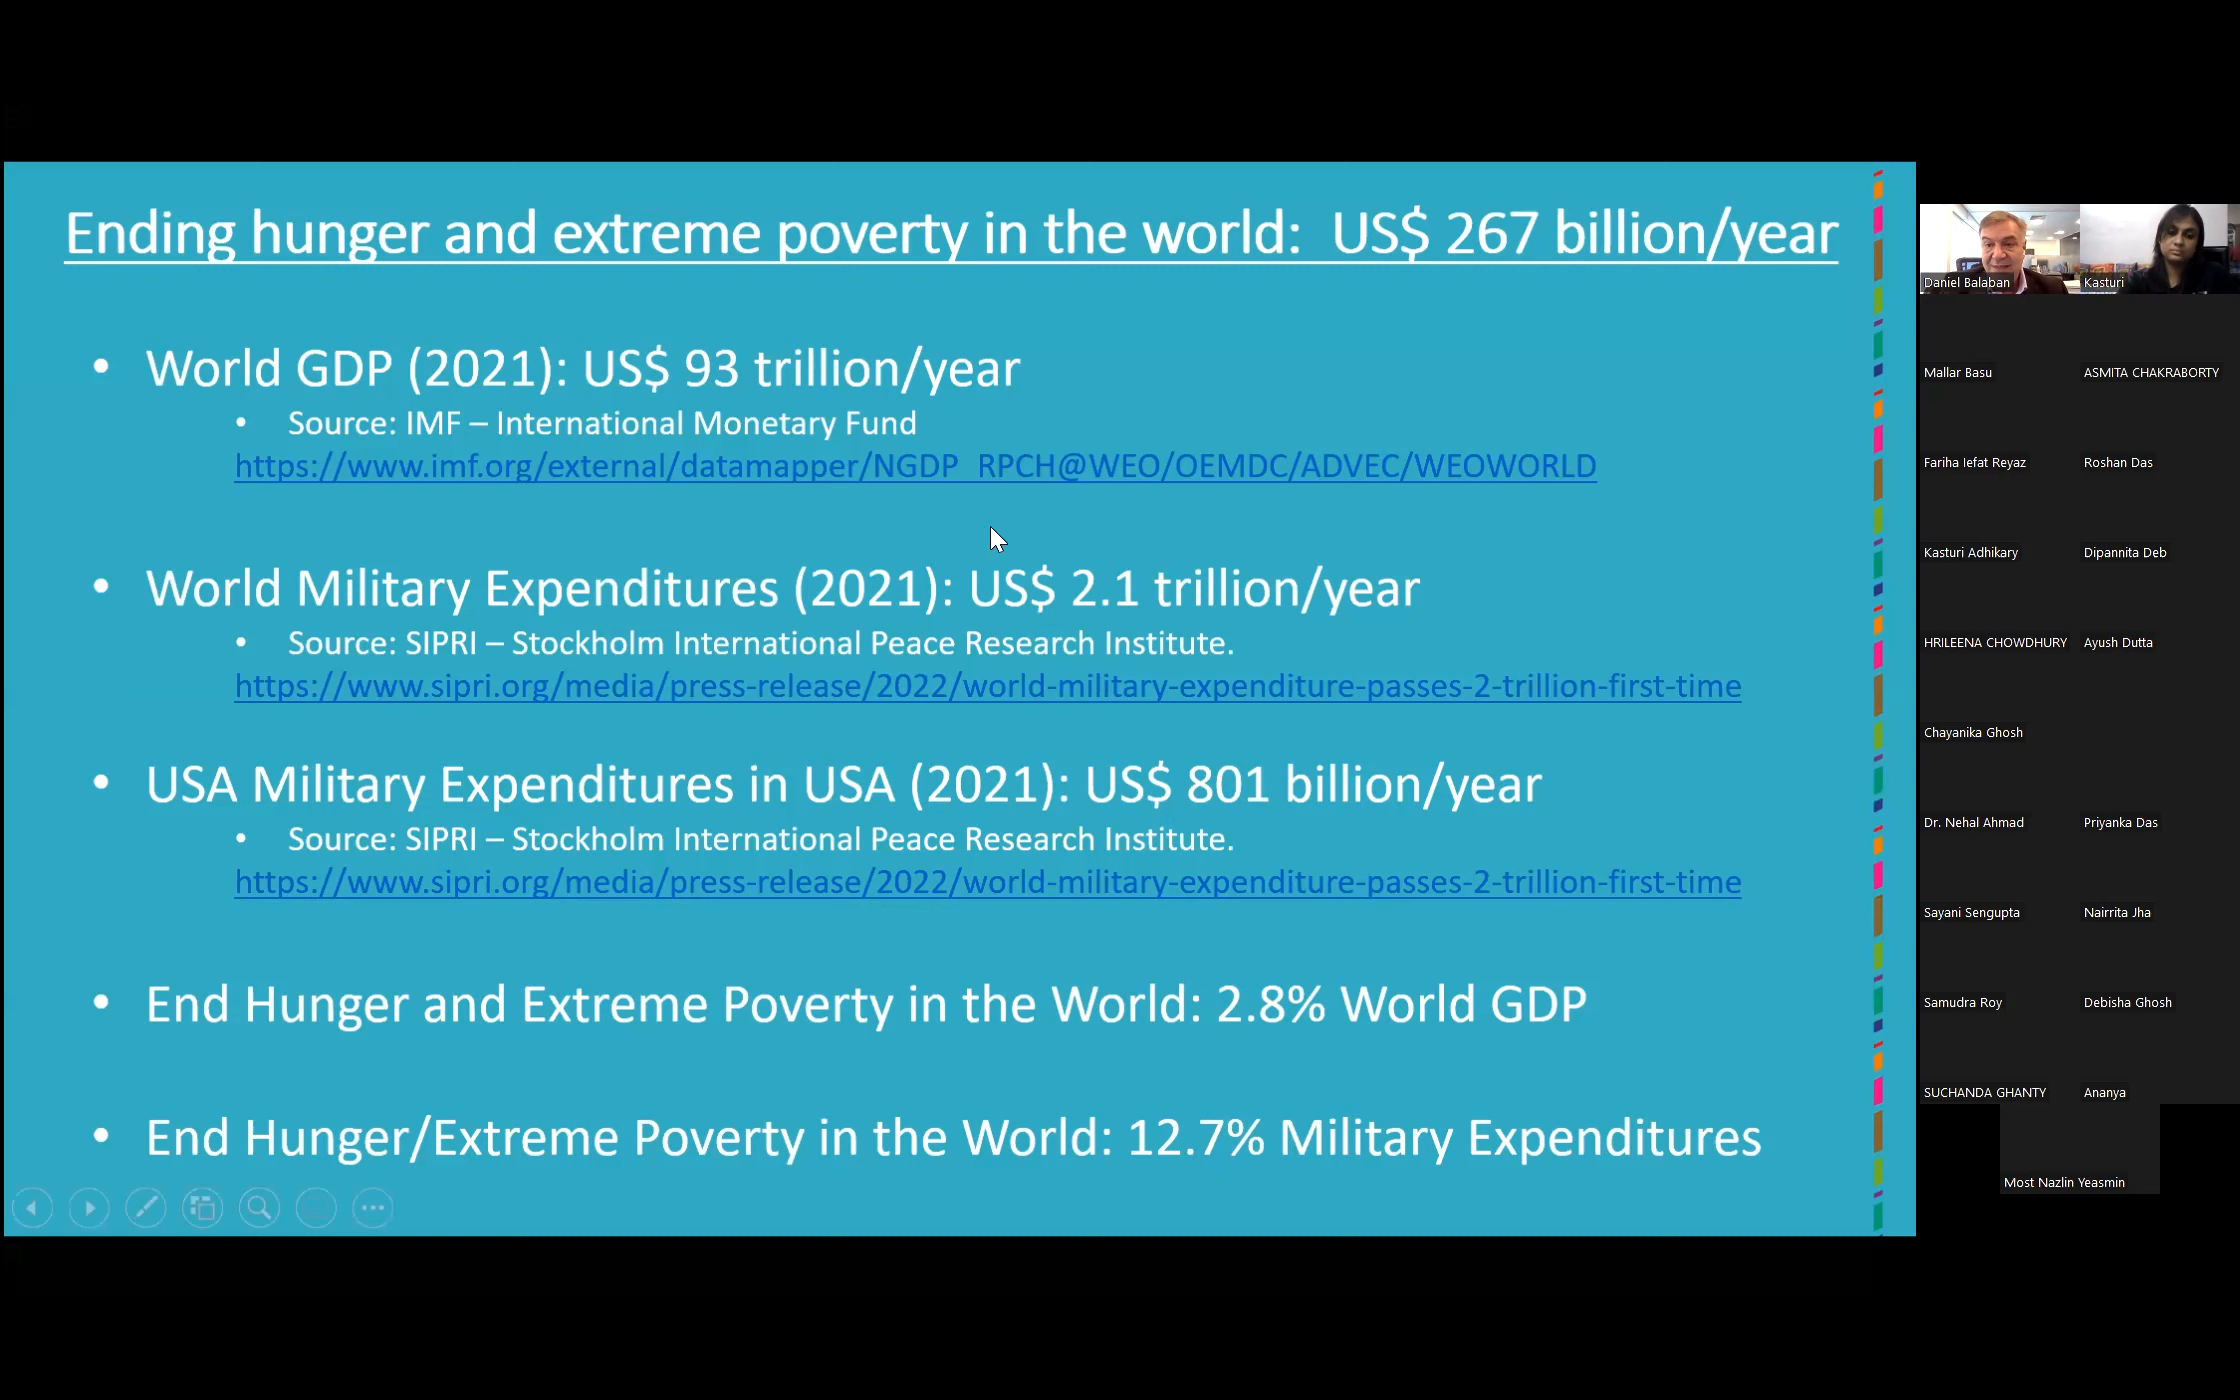 Ending hunger and extreme poverty in the world: US$ 267 billion/year
• World GDP (2021): US$ 93 trillion/year
• Source: IMF – International Monetary Fund
https://www.imf.org/external/datamapper/NGDP_RPCH@WEO/OEMDC/ADVEC/WEOWORLD
• World Military Expenditures (2021): US$ 2.1 trillion/year
• Source: SIPRI – Stockholm International Peace Research Institute.
https://www.sipri.org/media/press-release/2022/world-military-expenditure-passes-2-trillion-first-time
• USA Military Expenditures in USA (2021): US$ 801 billion/year
• Source: SIPRI – Stockholm International Peace Research Institute.
https://www.sipri.org/media/press-release/2022/world-military-expenditure-passes-2-trillion-first-time
• End Hunger and Extreme Poverty in the World: 2.8% World GDP
• End Hunger/Extreme Poverty in the World: 12.7% Military Expenditures
Daniel Balaban
Kasturi
Mallar Basu
ASMITA CHAKRABORTY
Fariha Iefat Reyaz
Roshan Das
Kasturi Adhikary
Dipannita Deb
HRILEENA CHOWDHURY
Ayush Dutta
Chayanika Ghosh
Dr. Nehal Ahmad
Priyanka Das
Sayani Sengupta
Nairrita Jha
Samudra Roy
Debisha Ghosh
SUCHANDA GHANTY
Ananya
Most Nazlin Yeasmin